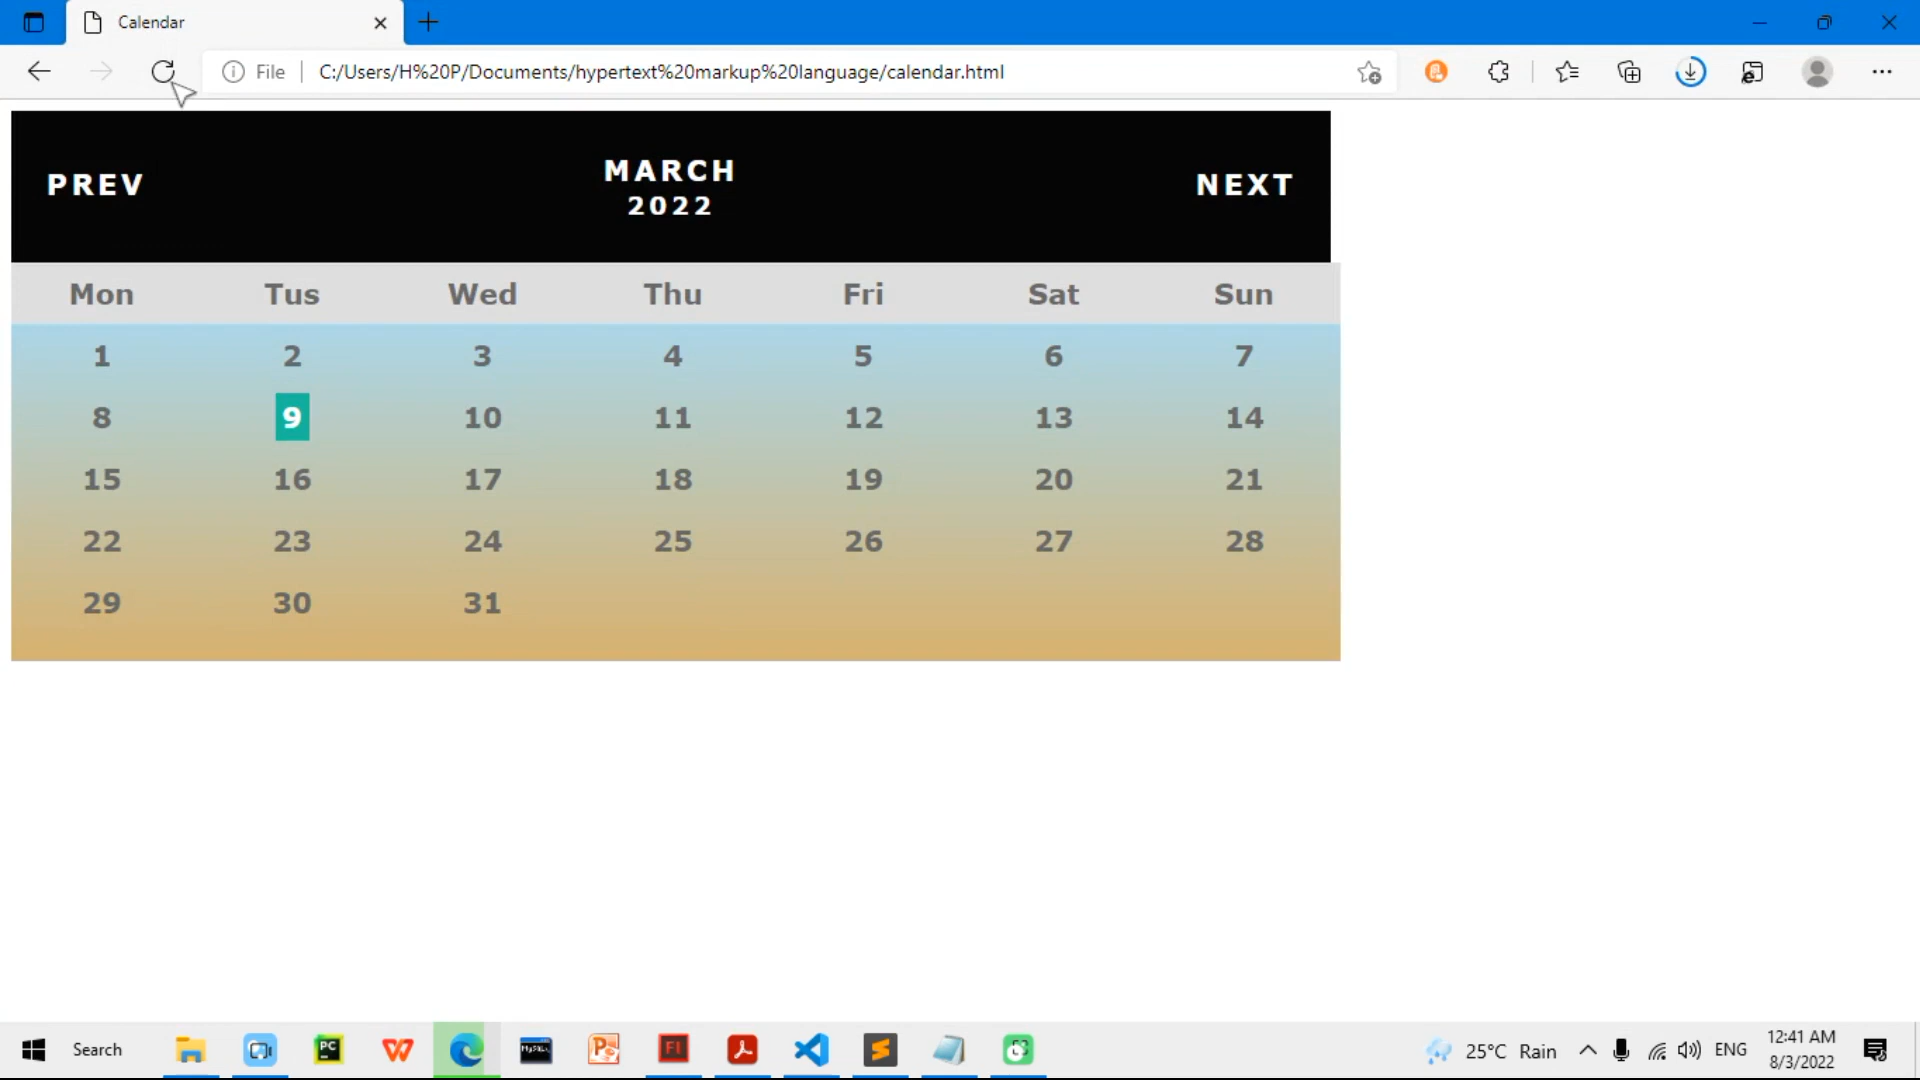 Calendar
File
C:/Users/H%20P/Documents/hypertext%20markup%20language/calendar.html
PREV
MARCH
2022
NEXT
Mon Tus Wed Thu Fri Sat Sun
1 2 3 4 5 6 7
8 9 10 11 12 13 14
15 16 17 18 19 20 21
22 23 24 25 26 27 28
29 30 31
Search
PC
W
MySQL
P
Fl
S
25°C Rain
ENG
12:41 AM
8/3/2022